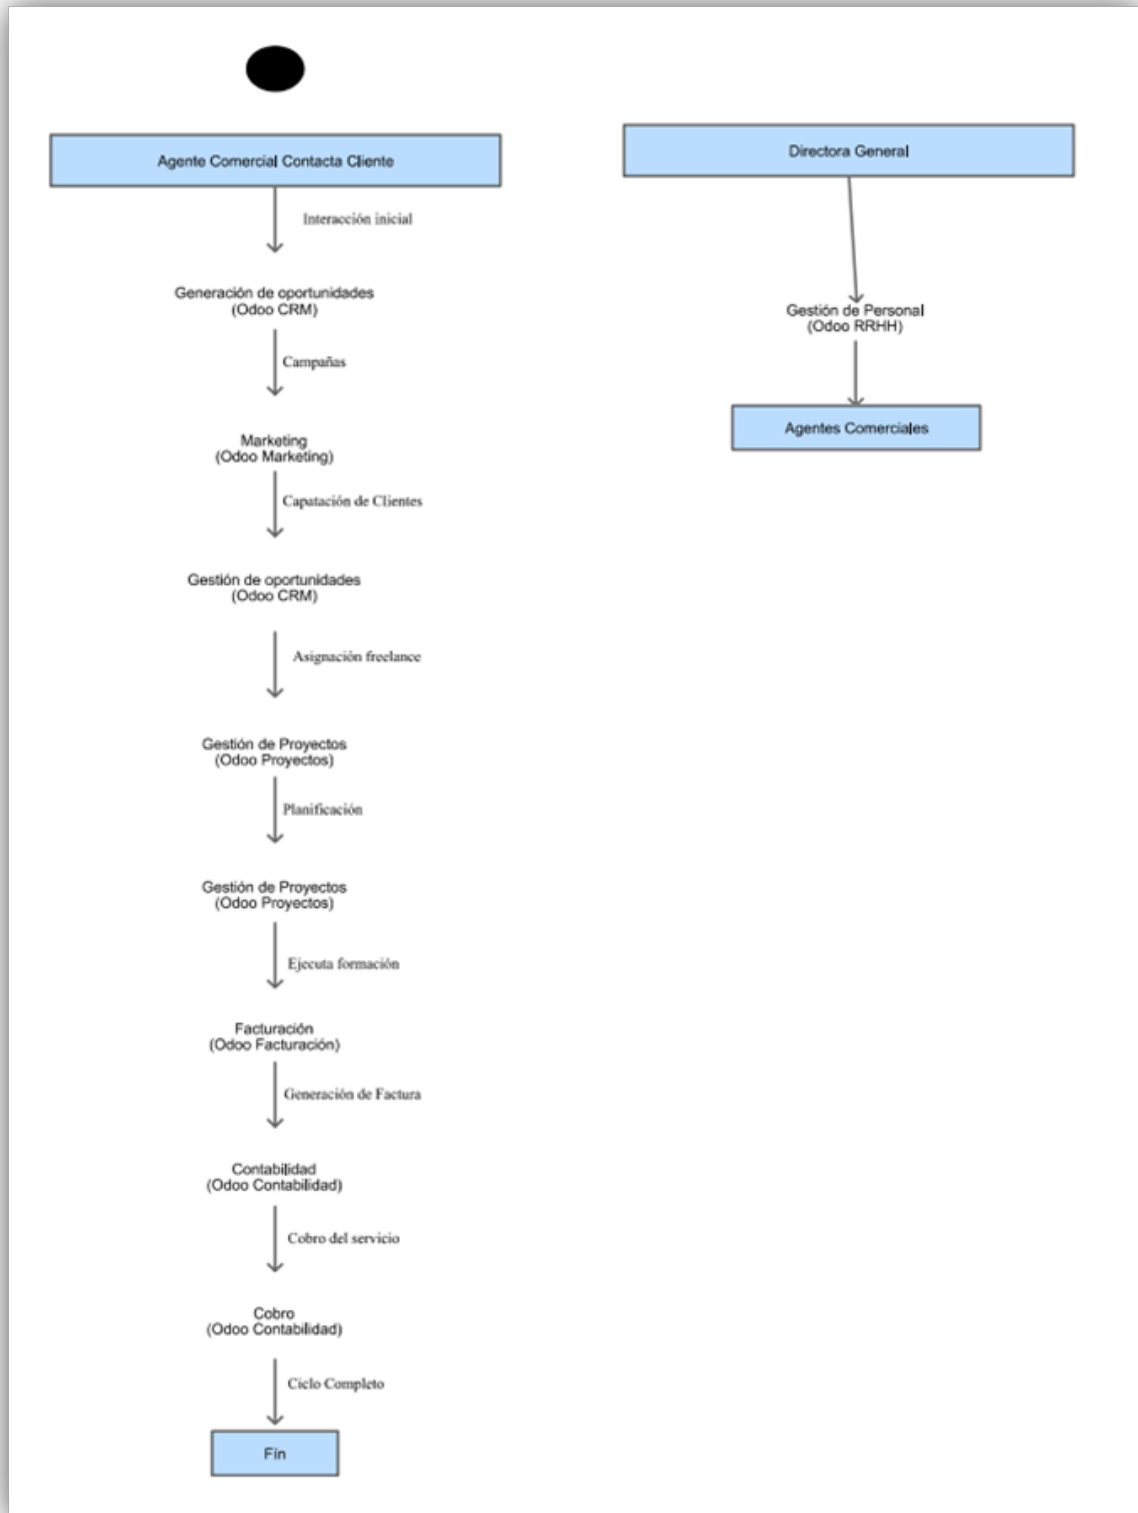 Agente Comercial Contacta Cliente
Interacción inicial
Generación de oportunidades
(Odoo CRM)
Campañas
Marketing
(Odoo Marketing)
Capatación de Clientes
Gestión de oportunidades
(Odoo CRM)
Asignación freelance
Gestión de Proyectos
(Odoo Proyectos)
Planificación
Gestión de Proyectos
(Odoo Proyectos)
Ejecuta formación
Facturación
(Odoo Facturación)
Generación de Factura
Contabilidad
(Odoo Contabilidad)
Cobro del servicio
Cobro
(Odoo Contabilidad)
Ciclo Completo
Fín
Directora General
Gestión de Personal
(Odoo RRHH)
Agentes Comerciales